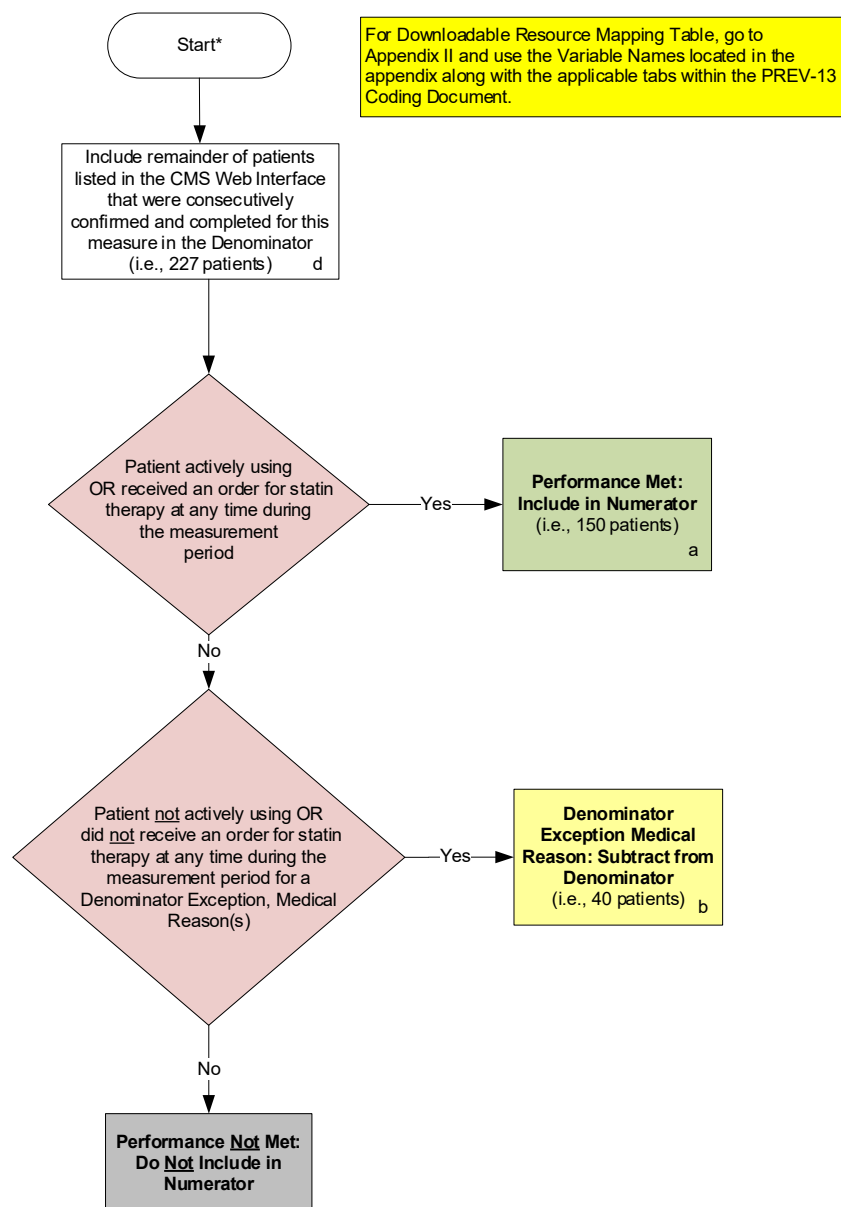 Start*
For Downloadable Resource Mapping Table, go to
Appendix II and use the Variable Names located in the
appendix along with the applicable tabs within the PREV-13
Coding Document.
Include remainder of patients
listed in the CMS Web Interface
that were consecutively
confirmed and completed for this
measure in the Denominator
(i.e., 227 patients) d
Patient actively using
OR received an order for statin
therapy at any time during
the measurement
period
Yes
Performance Met:
Include in Numerator
(i.e., 150 patients)
a
No
Patient not actively using OR
did not receive an order for statin
therapy at any time during the
measurement period for a
Denominator Exception, Medical
Reason(s)
Yes
Denominator
Exception Medical
Reason: Subtract from
Denominator
(i.e., 40 patients) b
No
Performance Not Met:
Do Not Include in
Numerator